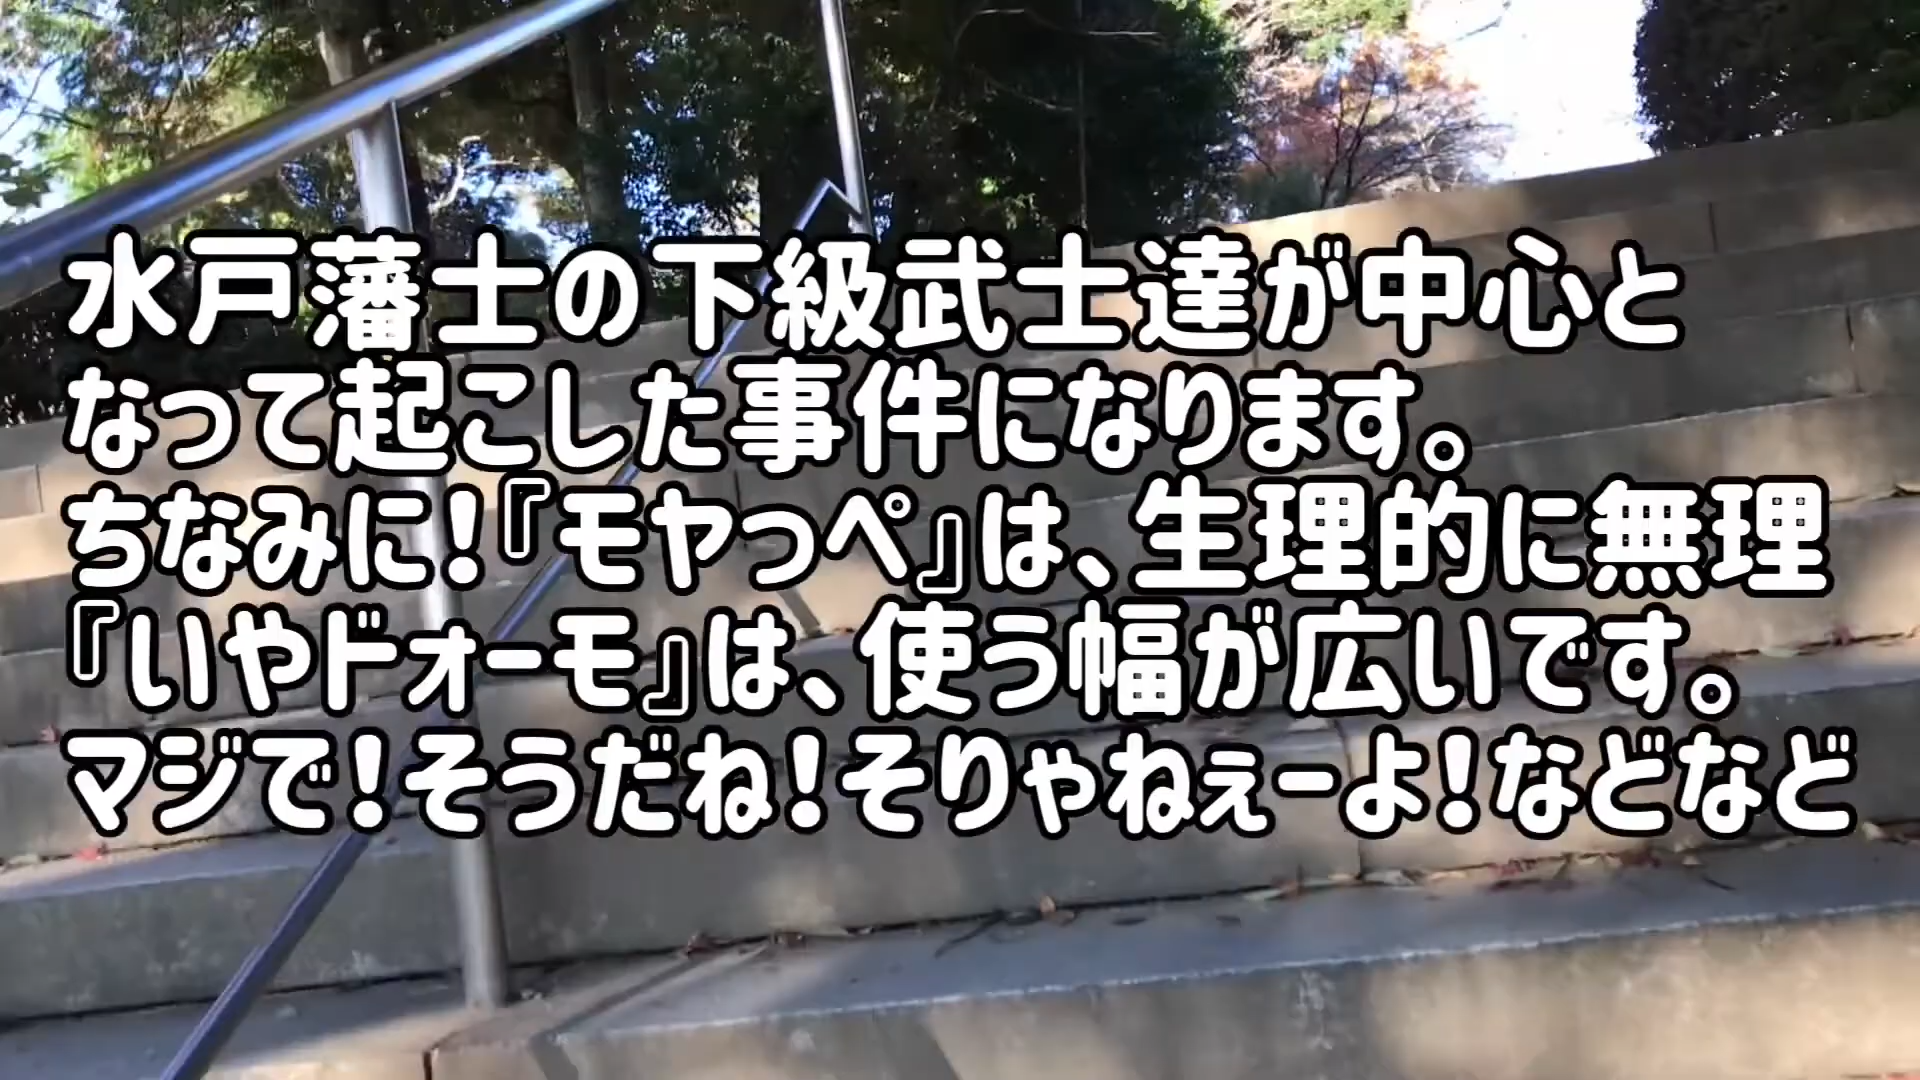 水戸藩士の下級武士達が中心と
なって起こした事件になります。
ちなみに!『モヤっペ』は、生理的に無理
『いやドォーモ』は、使う幅が広いです。
マジで!そうだね!そりゃねぇーよ!などなど